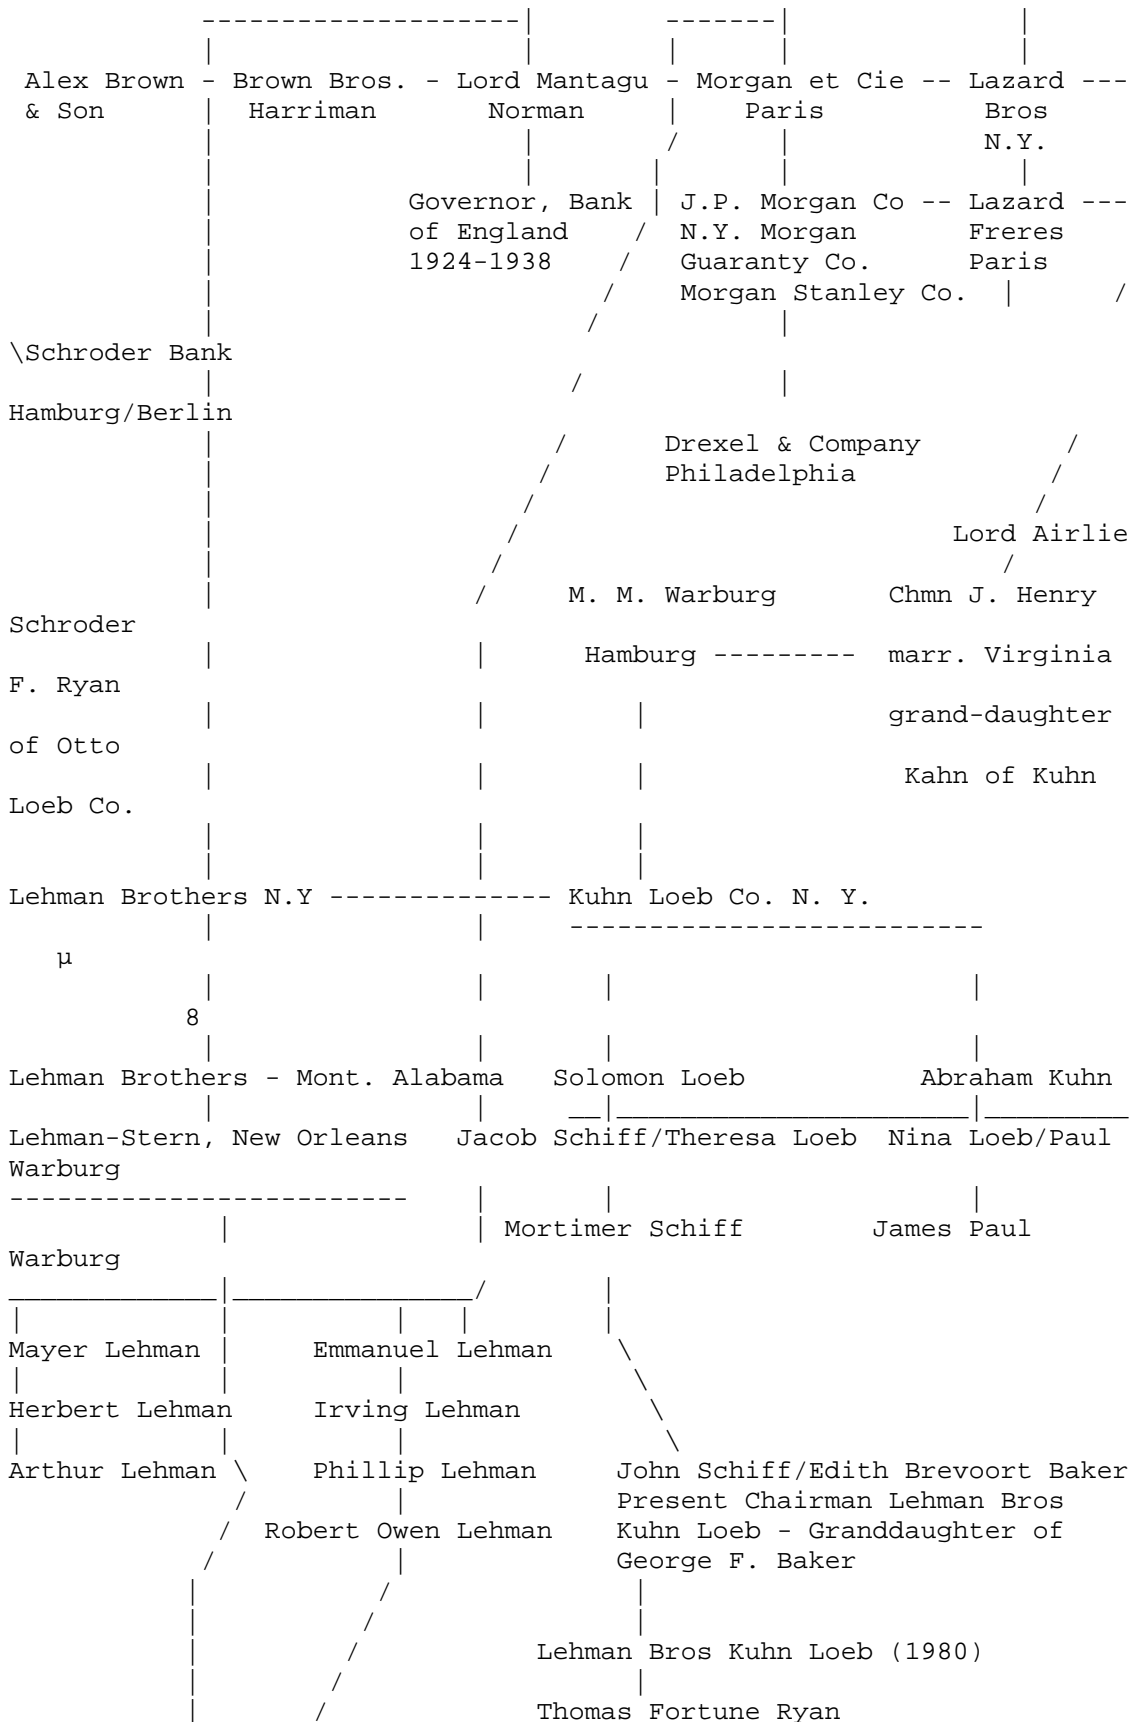 Alex Brown - Brown Bros. - Lord Mantagu - Morgan et Cie -- Lazard ---
& Son | Harriman Norman | Paris Bros
| | / | N.Y.
| | | | |
| Governor, Bank | J.P. Morgan Co -- Lazard ---
| of England / N.Y. Morgan Freres
| 1924-1938 / Guaranty Co. Paris
| / Morgan Stanley Co. | /
| / |
\Schroder Bank
| / |
Hamburg/Berlin
| / Drexel & Company /
| / Philadelphia /
| / /
| / Lord Airlie
| / /
| / M. M. Warburg Chmn J. Henry
Schroder
| | Hamburg --------- marr. Virginia
F. Ryan
| | | grand-daughter
of Otto
| | | Kahn of Kuhn
Loeb Co.
| | |
| | |
Lehman Brothers N.Y -------------- Kuhn Loeb Co. N. Y.
| | --------------------------
µ
| | | |
8
| | | |
Lehman Brothers - Mont. Alabama Solomon Loeb Abraham Kuhn
| | __|______________________|_________
Lehman-Stern, New Orleans Jacob Schiff/Theresa Loeb Nina Loeb/Paul
Warburg
------------------------- | | |
| | Mortimer Schiff James Paul
Warburg
_____________|_______________/ |
| | | | |
Mayer Lehman | Emmanuel Lehman \
| | | \
Herbert Lehman Irving Lehman \
| | | \
Arthur Lehman \ Phillip Lehman John Schiff/Edith Brevoort Baker
/ | Present Chairman Lehman Bros
/ Robert Owen Lehman Kuhn Loeb - Granddaughter of
/ | George F. Baker
| / |
| / |
| / Lehman Bros Kuhn Loeb (1980)
| / |
| / Thomas Fortune Ryan